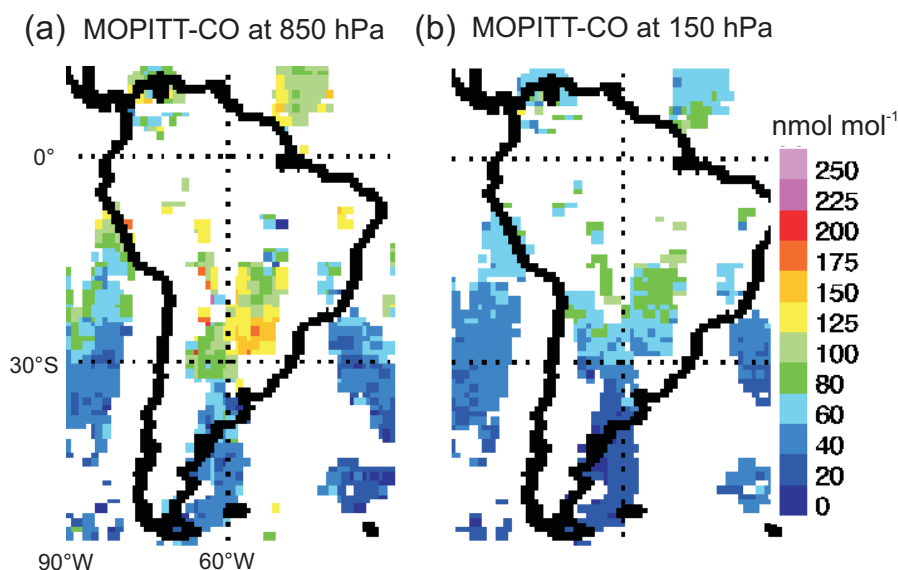 (a) MOPITT-CO at 850 hPa
(b) MOPITT-CO at 150 hPa
nmol mol⁻¹
250
225
200
175
150
125
100
80
60
40
20
0
0°
30°S
90°W
60°W